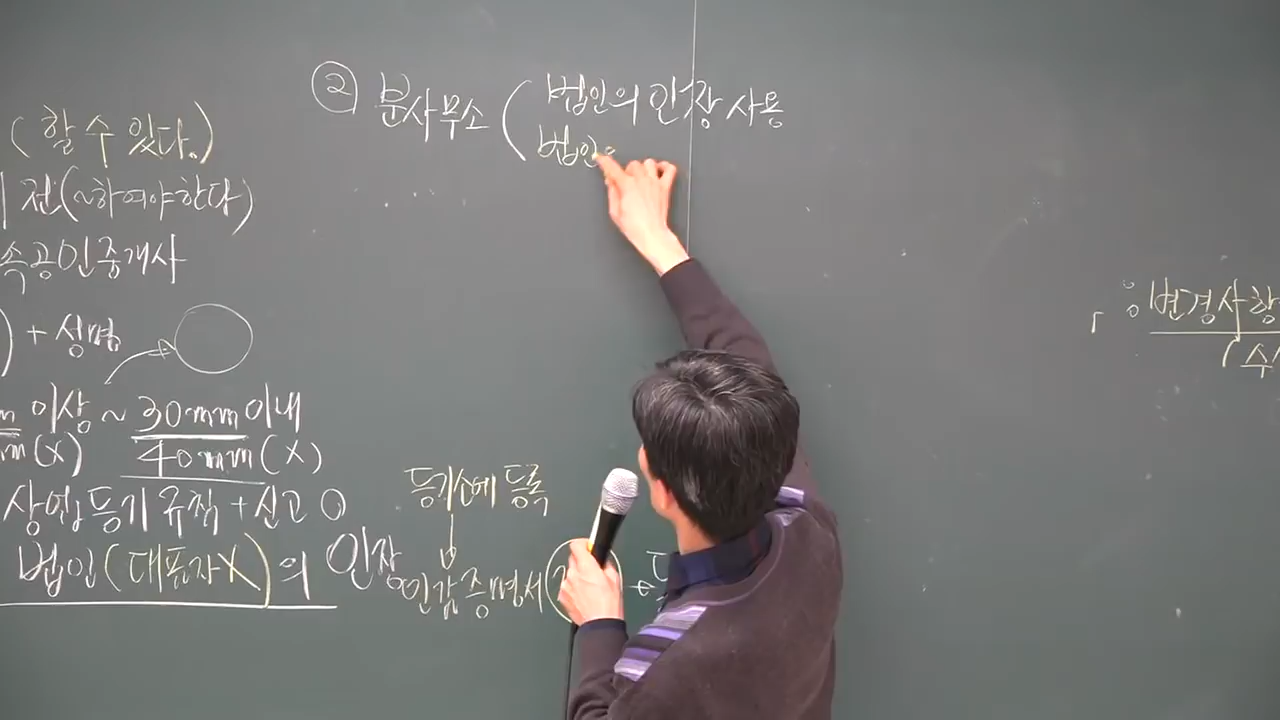 ② 분사무소 ( 법인의 인장 사용
법인
( 할 수 있다.)
전(~하여야 한다)
속공인중개사
) + 성명
이상 ~ 30mm 이내
m(X) 40mm (X)
상업등기규칙 + 신고 O
법인(대표자X)의 인장
등기소에 등록
↓
인감증명서
「 : 변경사항
(수